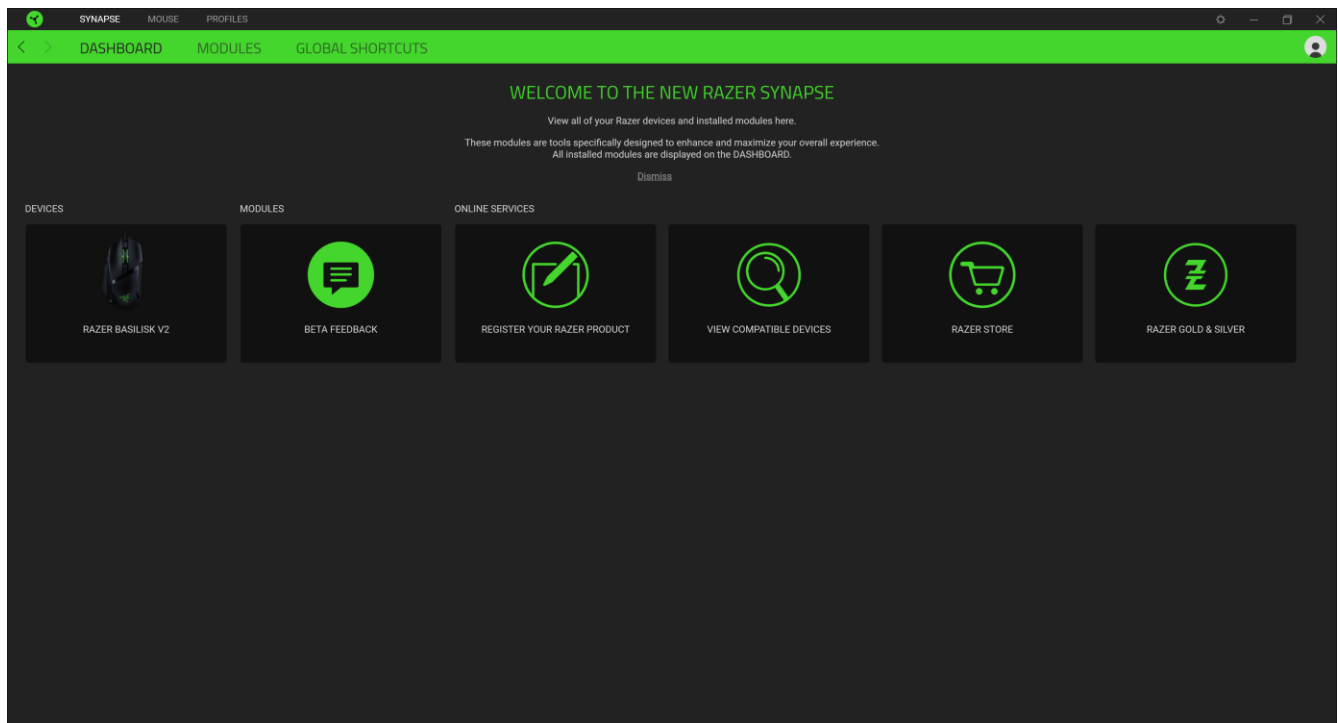 SYNAPSE MOUSE PROFILES
DASHBOARD MODULES GLOBAL SHORTCUTS
WELCOME TO THE NEW RAZER SYNAPSE
View all of your Razer devices and installed modules here.
These modules are tools specifically designed to enhance and maximize your overall experience.
All installed modules are displayed on the DASHBOARD.
Dismiss
DEVICES MODULES ONLINE SERVICES
RAZER BASILISK V2 BETA FEEDBACK REGISTER YOUR RAZER PRODUCT VIEW COMPATIBLE DEVICES RAZER STORE RAZER GOLD & SILVER